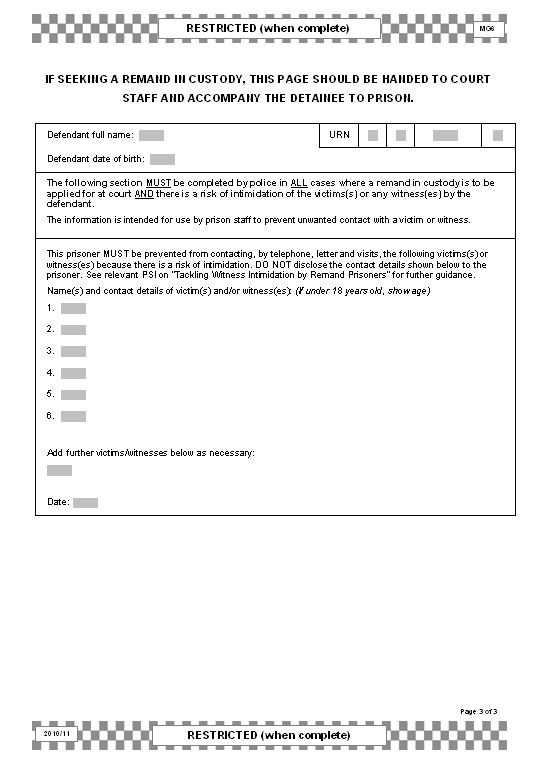 RESTRICTED (when complete)
MG6
IF SEEKING A REMAND IN CUSTODY, THIS PAGE SHOULD BE HANDED TO COURT
STAFF AND ACCOMPANY THE DETAINEE TO PRISON.
Defendant full name:
URN
Defendant date of birth:
The following section MUST be completed by police in ALL cases where a remand in custody is to be
applied for at court AND there is a risk of intimidation of the victims(s) or any witness(es) by the
defendant.
The information is intended for use by prison staff to prevent unwanted contact with a victim or witness.
This prisoner MUST be prevented from contacting, by telephone, letter and visits, the following victims(s) or
witness(es) because there is a risk of intimidation. DO NOT disclose the contact details shown below to the
prisoner. See relevant PSI on "Tackling Witness Intimidation by Remand Prisoners" for further guidance.
Name(s) and contact details of victim(s) and/or witness(es): (if under 18 years old, show age)
1.
2.
3.
4.
5.
6.
Add further victims/witnesses below as necessary:
Date:
Page 3 of 3
2010/11
RESTRICTED (when complete)